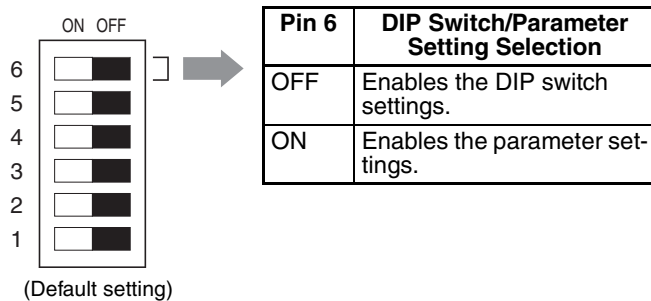 ON OFF
6
5
4
3
2
1
(Default setting)
Pin 6 DIP Switch/Parameter
Setting Selection
OFF Enables the DIP switch
settings.
ON Enables the parameter set-
tings.